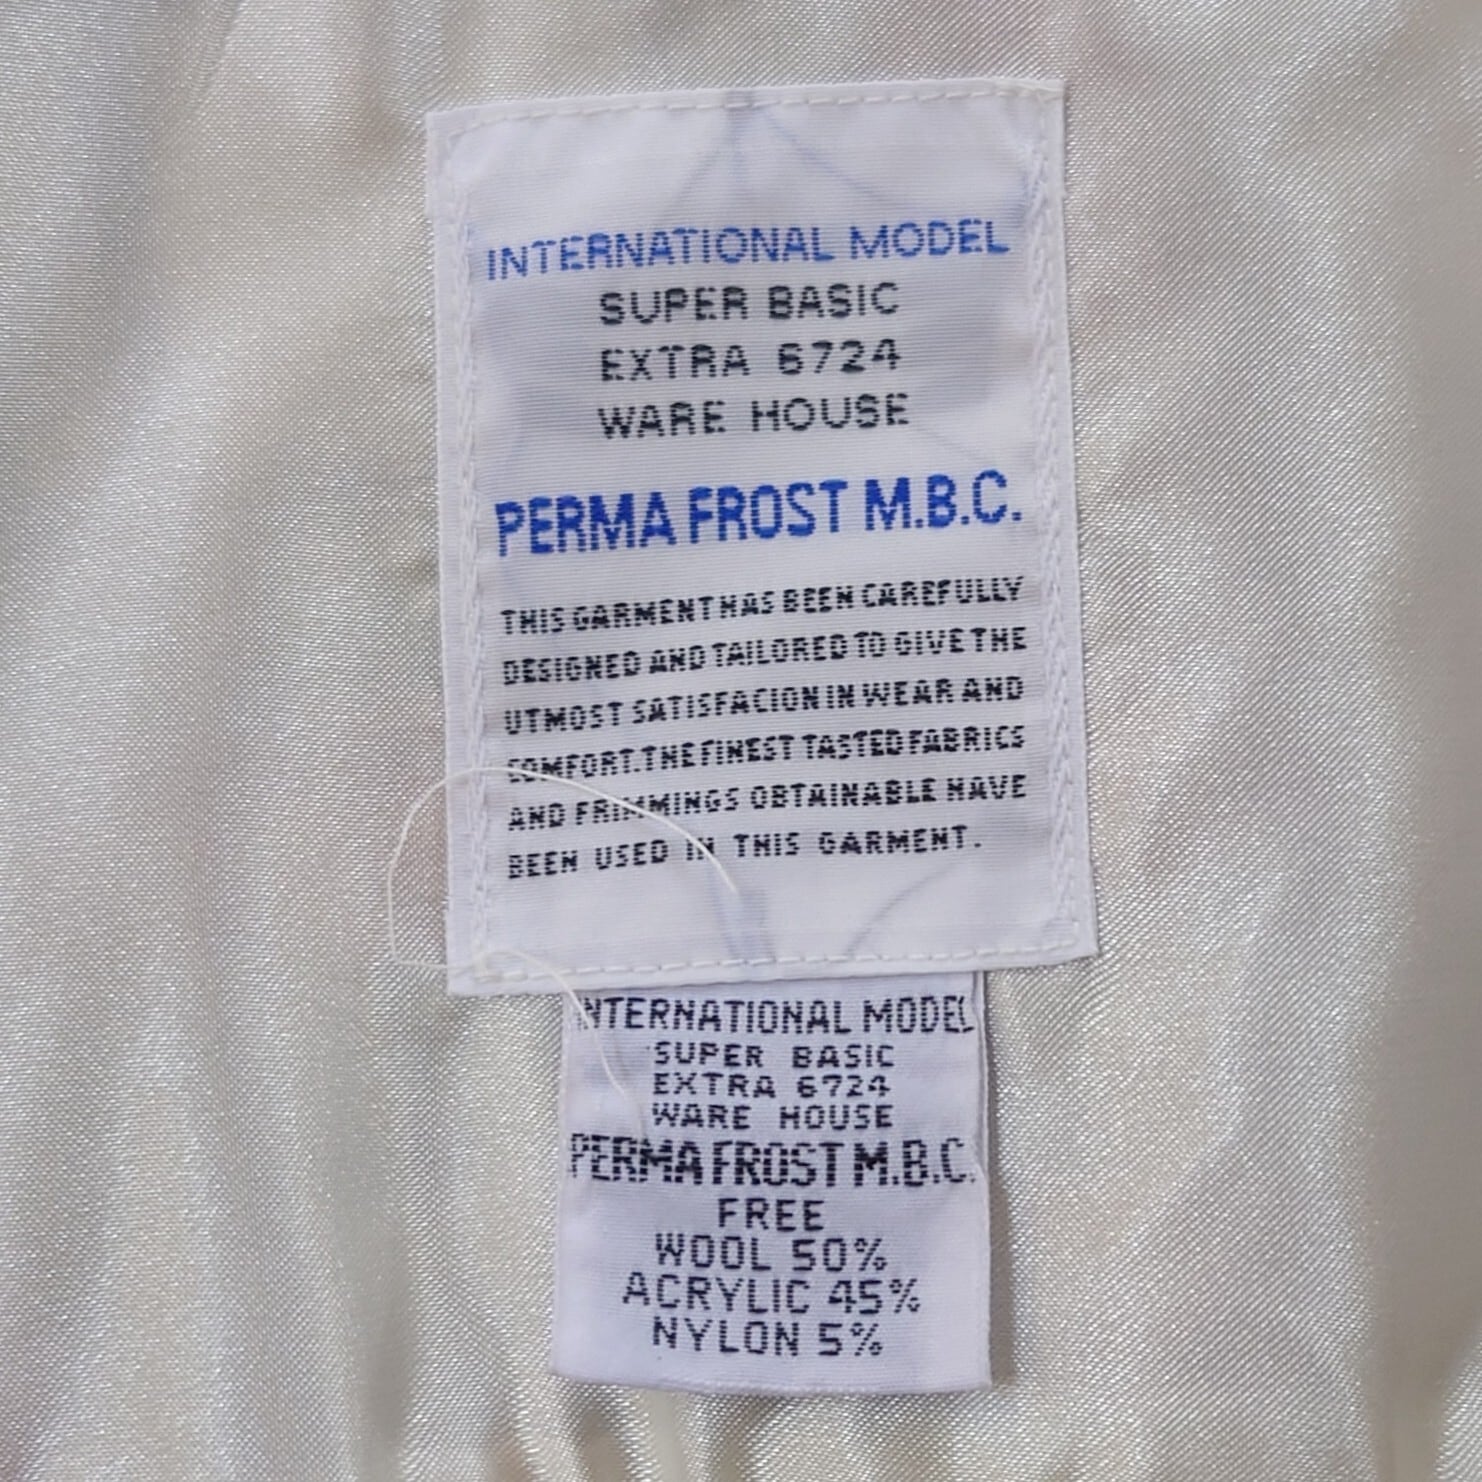 INTERNATIONAL MODEL
SUPER BASIC
EXTRA 6724
WARE HOUSE
PERMA FROST M.B.C.
THIS GARMENT HAS BEEN CAREFULLY
DESIGNED AND TAILORED TO GIVE THE
UTMOST SATISFACION IN WEAR AND
COMFORT.THE FINEST TASTED FABRICS
AND FRIMMINGS OBTAINABLE HAVE
BEEN USED IN THIS GARMENT.
INTERNATIONAL MODEL
SUPER BASIC
EXTRA 6724
WARE HOUSE
PERMA FROST M.B.C.
FREE
WOOL 50%
ACRYLIC 45%
NYLON 5%